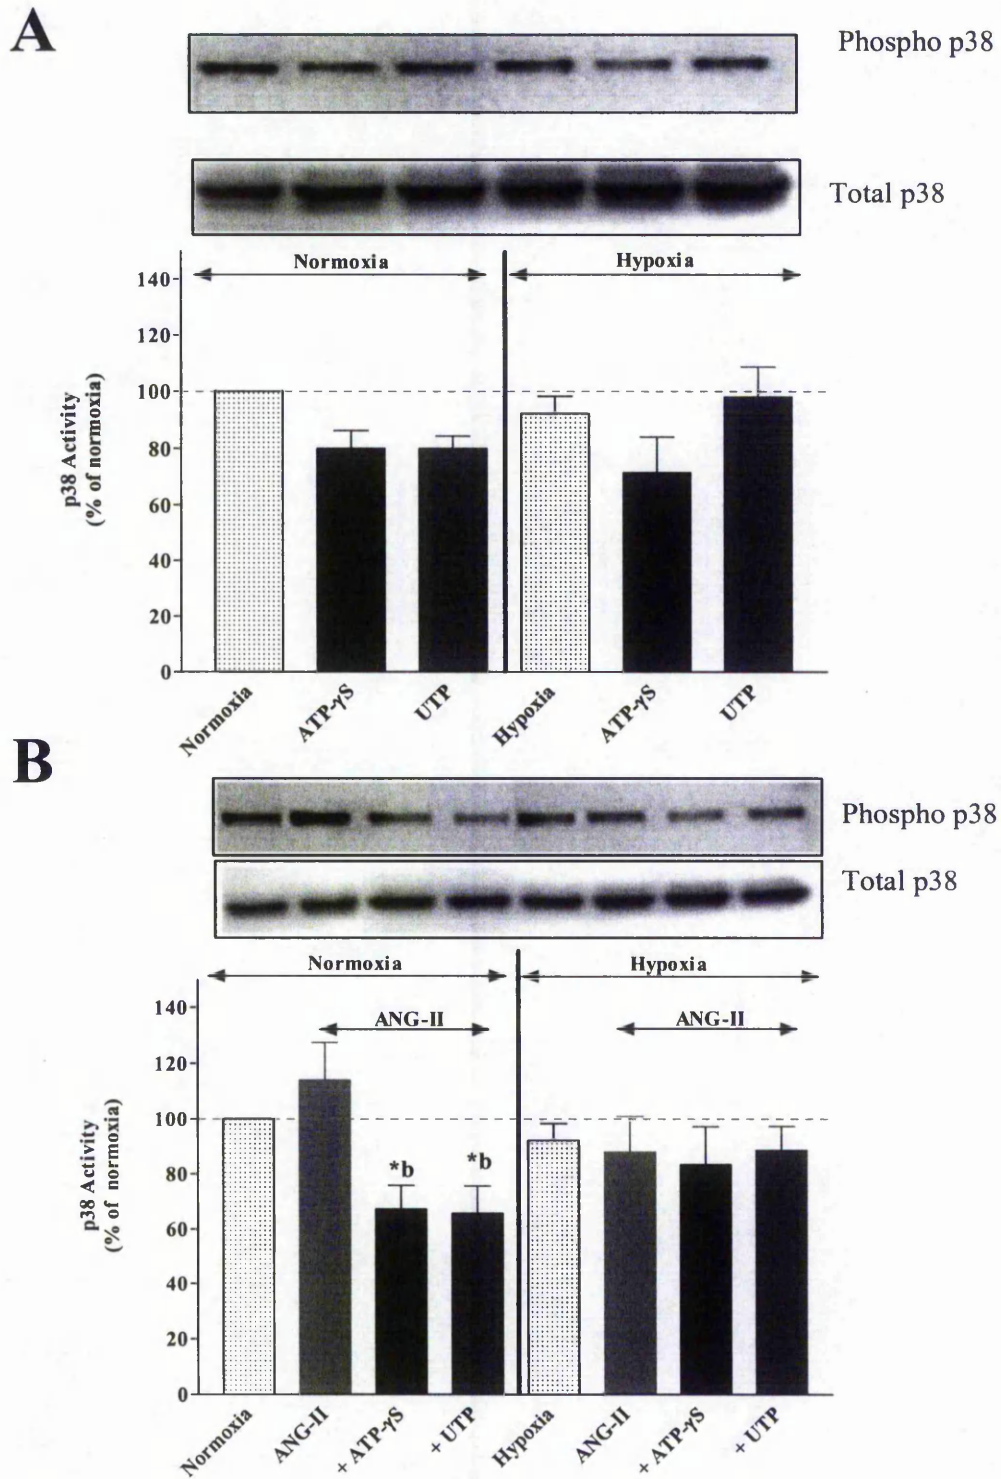 A
Phospho p38
Total p38
Normoxia
Hypoxia
140
120
100
80
60
40
20
0
p38 Activity
(% of normoxia)
Normoxia
ATP-γS
UTP
Hypoxia
ATP-γS
UTP
B
Phospho p38
Total p38
Normoxia
Hypoxia
ANG-II
ANG-II
140
120
100
80
60
40
20
0
p38 Activity
(% of normoxia)
*b
*b
Normoxia
ANG-II
+ ATP-γS
+ UTP
Hypoxia
ANG-II
+ ATP-γS
+ UTP